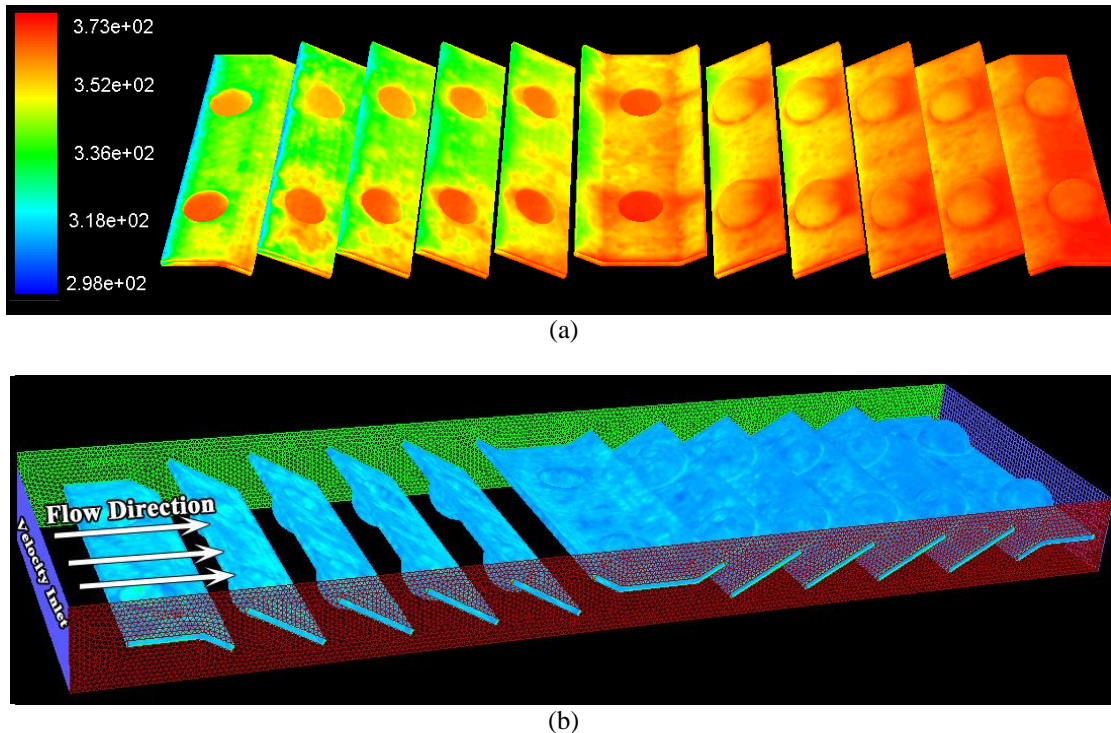 3.73e+02
3.52e+02
3.36e+02
3.18e+02
2.98e+02
(a)
Flow Direction
Velocity Inlet
(b)